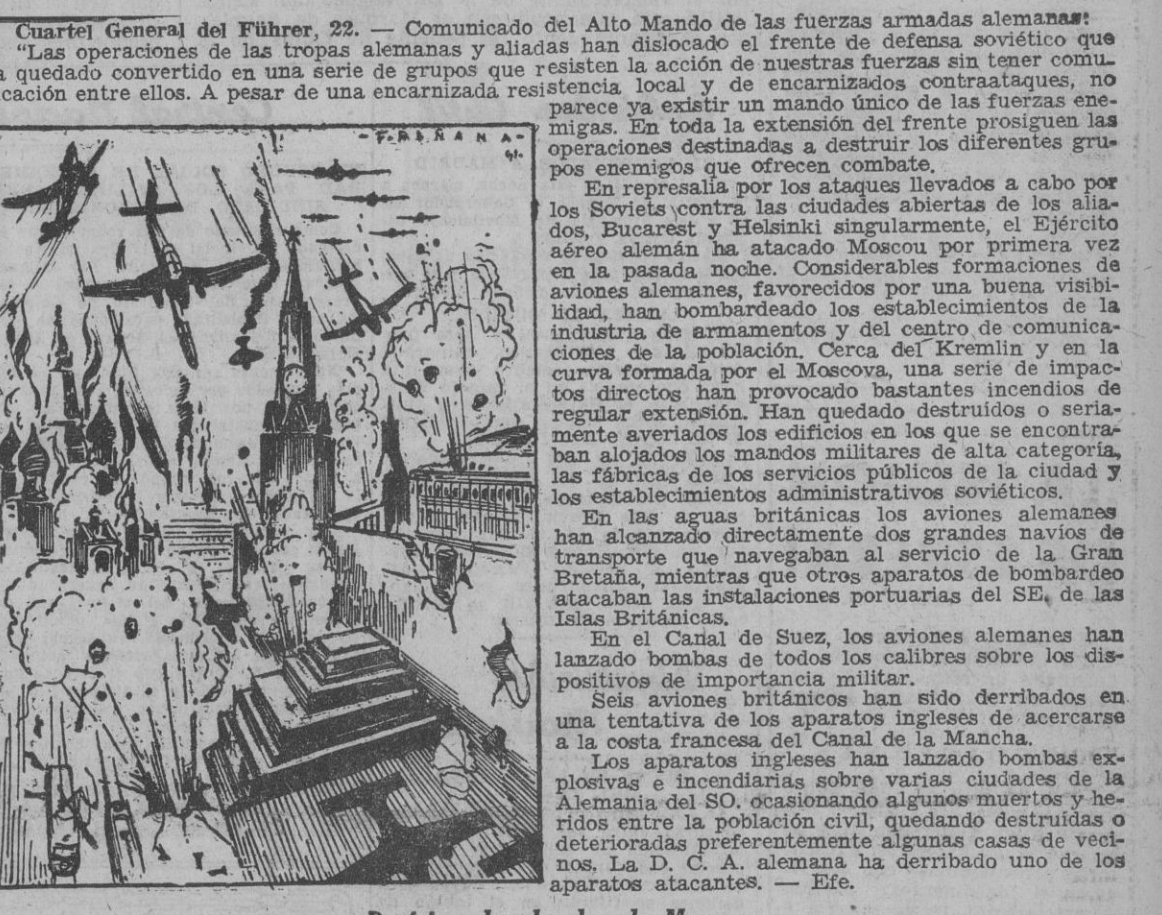 Cuartel General del Führer, 22. — Comunicado del Alto Mando de las fuerzas armadas alemanas:
"Las operaciones de las tropas alemanas y aliadas han dislocado el frente de defensa soviético que
a quedado convertido en una serie de grupos que resisten la acción de nuestras fuerzas sin tener comu-
cación entre ellos. A pesar de una encarnizada resistencia local y de encarnizados contraataques, no
parece ya existir un mando único de las fuerzas ene-
migas. En toda la extensión del frente prosiguen las
operaciones destinadas a destruir los diferentes gru-
pos enemigos que ofrecen combate.
En represalia por los ataques llevados a cabo por
los Soviets contra las ciudades abiertas de los alia-
dos, Bucarest y Helsinki singularmente, el Ejército
aéreo alemán ha atacado Moscou por primera vez
en la pasada noche. Considerables formaciones de
aviones alemanes, favorecidos por una buena visibi-
lidad, han bombardeado los establecimientos de la
industria de armamentos y del centro de comunica-
ciones de la población. Cerca del Kremlin y en la
curva formada por el Moscova, una serie de impac-
tos directos han provocado bastantes incendios de
regular extensión. Han quedado destruídos o seria-
mente averiados los edificios en los que se encontra-
ban alojados los mandos militares de alta categoría,
las fábricas de los servicios públicos de la ciudad y
los establecimientos administrativos soviéticos.
En las aguas británicas los aviones alemanes
han alcanzado directamente dos grandes navíos de
transporte que navegaban al servicio de la Gran
Bretaña, mientras que otros aparatos de bombardeo
atacaban las instalaciones portuarias del SE. de las
Islas Británicas.
En el Canal de Suez, los aviones alemanes han
lanzado bombas de todos los calibres sobre los dis-
positivos de importancia militar.
Seis aviones británicos han sido derribados en
una tentativa de los aparatos ingleses de acercarse
a la costa francesa del Canal de la Mancha.
Los aparatos ingleses han lanzado bombas ex-
plosivas e incendiarias sobre varias ciudades de la
Alemania del SO. ocasionando algunos muertos y he-
ridos entre la población civil, quedando destruídas o
deterioradas preferentemente algunas casas de veci-
nos. La D. C. A. alemana ha derribado uno de los
aparatos atacantes. — Efe.
-FARIÑANA-
41.